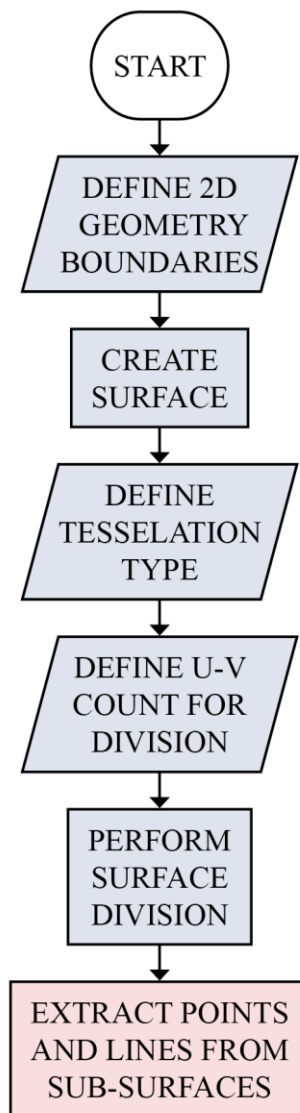 START
DEFINE 2D
GEOMETRY
BOUNDARIES
CREATE
SURFACE
DEFINE
TESSELATION
TYPE
DEFINE U-V
COUNT FOR
DIVISION
PERFORM
SURFACE
DIVISION
EXTRACT POINTS
AND LINES FROM
SUB-SURFACES